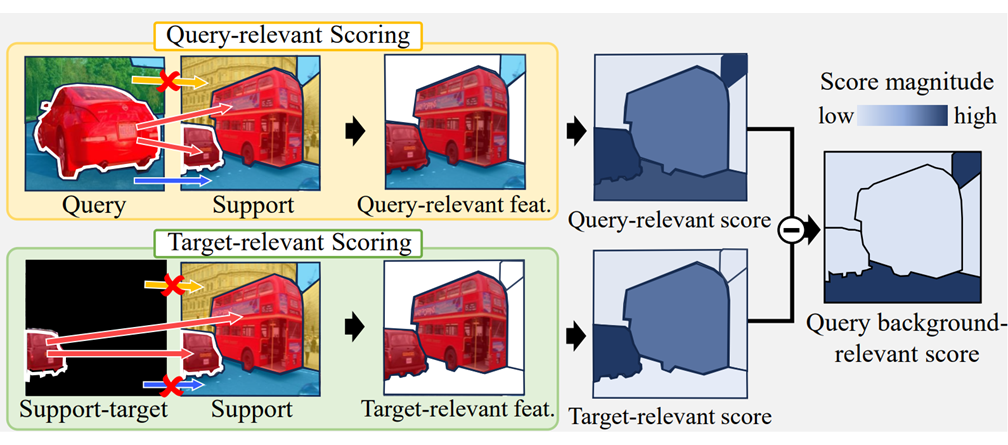 Query-relevant Scoring
Query
Support
Query-relevant feat.
Query-relevant score
Target-relevant Scoring
Support-target
Support
Target-relevant feat.
Target-relevant score
Score magnitude
low
high
Query background-
relevant score